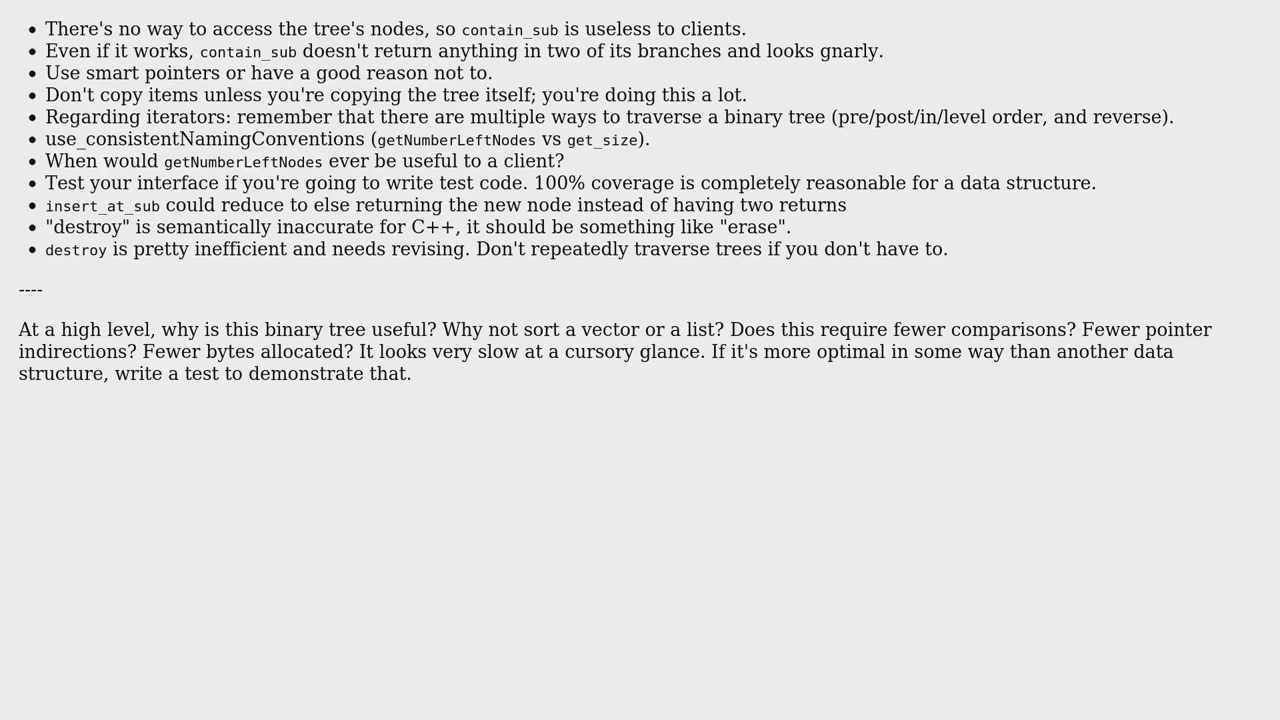 • There's no way to access the tree's nodes, so contain_sub is useless to clients.
• Even if it works, contain_sub doesn't return anything in two of its branches and looks gnarly.
• Use smart pointers or have a good reason not to.
• Don't copy items unless you're copying the tree itself; you're doing this a lot.
• Regarding iterators: remember that there are multiple ways to traverse a binary tree (pre/post/in/level order, and reverse).
• use_consistentNamingConventions (getNumberLeftNodes vs get_size).
• When would getNumberLeftNodes ever be useful to a client?
• Test your interface if you're going to write test code. 100% coverage is completely reasonable for a data structure.
• insert_at_sub could reduce to else returning the new node instead of having two returns
• "destroy" is semantically inaccurate for C++, it should be something like "erase".
• destroy is pretty inefficient and needs revising. Don't repeatedly traverse trees if you don't have to.
----
At a high level, why is this binary tree useful? Why not sort a vector or a list? Does this require fewer comparisons? Fewer pointer
indirections? Fewer bytes allocated? It looks very slow at a cursory glance. If it's more optimal in some way than another data
structure, write a test to demonstrate that.